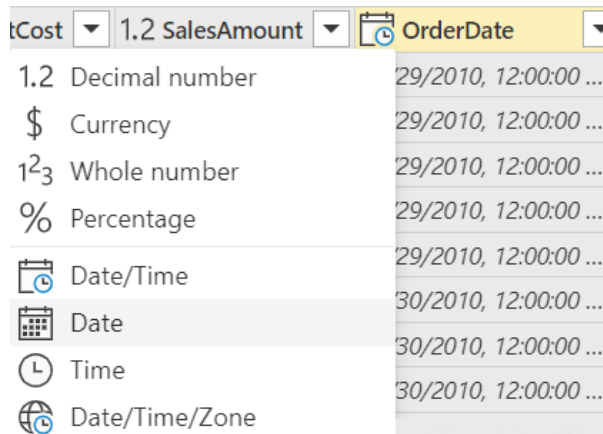 tCost 1.2 SalesAmount OrderDate
1.2 Decimal number
$ Currency
123 Whole number
% Percentage
Date/Time
Date
Time
Date/Time/Zone
/29/2010, 12:00:00 ...
/29/2010, 12:00:00 ...
/29/2010, 12:00:00 ...
/29/2010, 12:00:00 ...
/29/2010, 12:00:00 ...
/30/2010, 12:00:00 ...
/30/2010, 12:00:00 ...
/30/2010, 12:00:00 ...